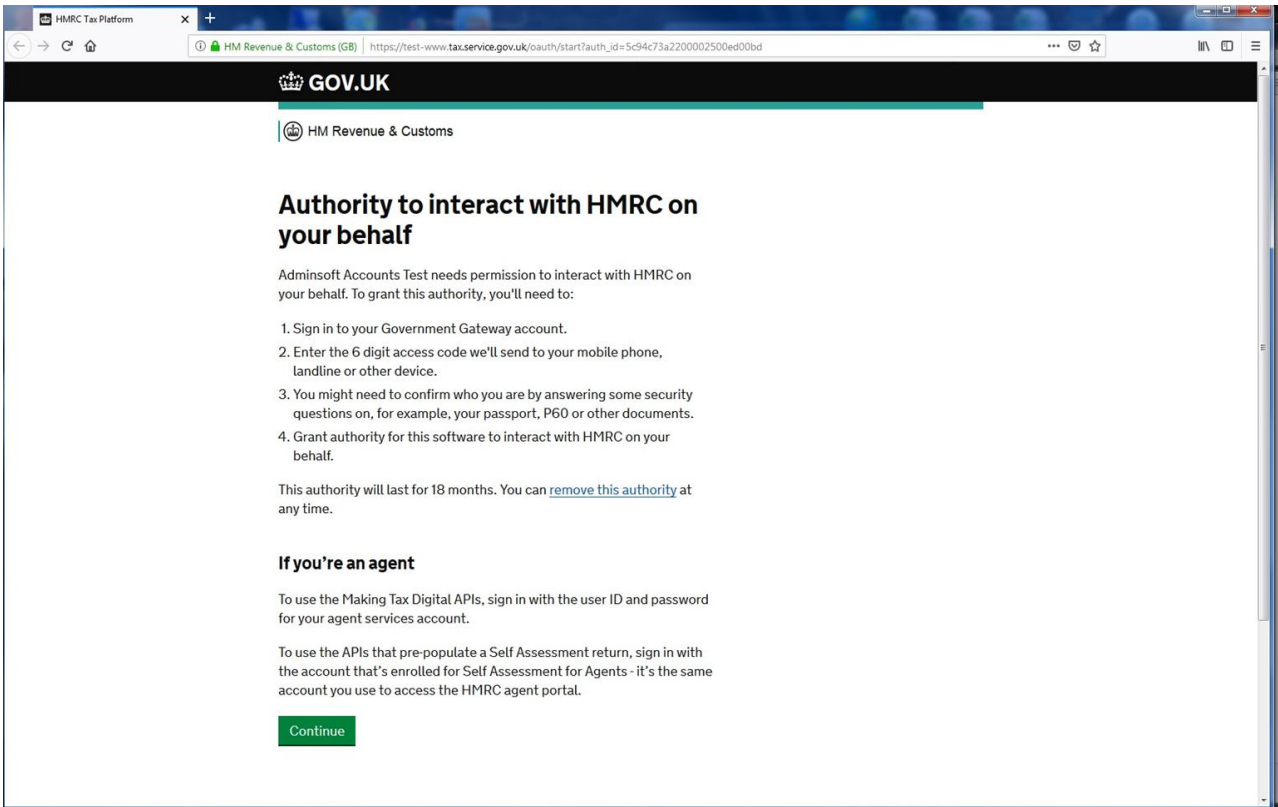 HMRC Tax Platform
HM Revenue & Customs (GB) https://test-www.tax.service.gov.uk/oauth/start?auth_id=5c94c73a2200002500ed00bd
GOV.UK
HM Revenue & Customs
Authority to interact with HMRC on
your behalf
Adminsoft Accounts Test needs permission to interact with HMRC on
your behalf. To grant this authority, you'll need to:
1. Sign in to your Government Gateway account.
2. Enter the 6 digit access code we'll send to your mobile phone,
landline or other device.
3. You might need to confirm who you are by answering some security
questions on, for example, your passport, P60 or other documents.
4. Grant authority for this software to interact with HMRC on your
behalf.
This authority will last for 18 months. You can remove this authority at
any time.
If you’re an agent
To use the Making Tax Digital APIs, sign in with the user ID and password
for your agent services account.
To use the APIs that pre-populate a Self Assessment return, sign in with
the account that’s enrolled for Self Assessment for Agents - it’s the same
account you use to access the HMRC agent portal.
Continue